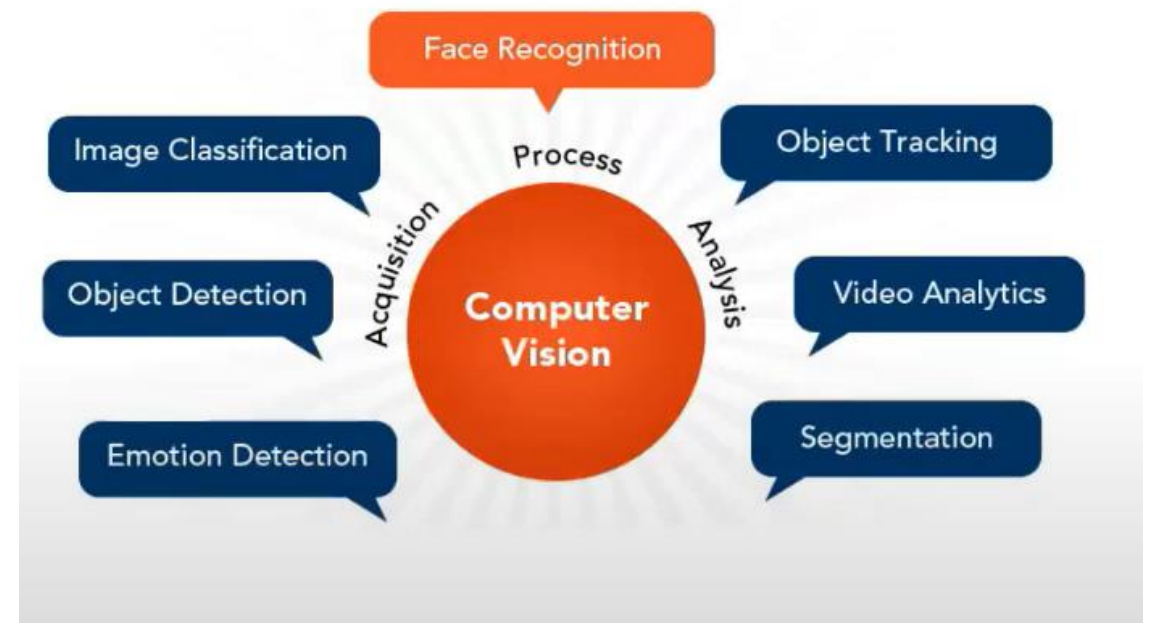 Face Recognition
Image Classification
Object Tracking
Process
Acquisition
Analysis
Object Detection
Video Analytics
Computer
Vision
Emotion Detection
Segmentation